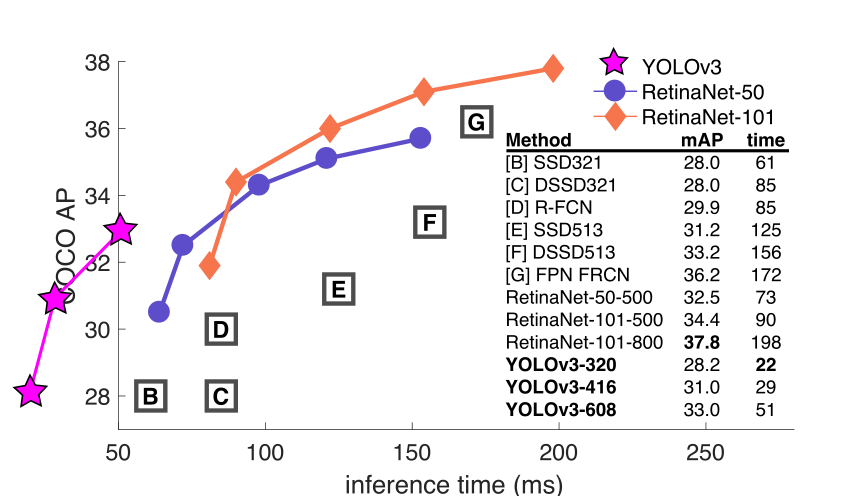 38
36
34
32
30
28
COCO AP
50
100
150
200
250
inference time (ms)
B
C
D
E
F
G
YOLOv3
RetinaNet-50
RetinaNet-101
Method mAP time
[B] SSD321 28.0 61
[C] DSSD321 28.0 85
[D] R-FCN 29.9 85
[E] SSD513 31.2 125
[F] DSSD513 33.2 156
[G] FPN FRCN 36.2 172
RetinaNet-50-500 32.5 73
RetinaNet-101-500 34.4 90
RetinaNet-101-800 37.8 198
YOLOv3-320 28.2 22
YOLOv3-416 31.0 29
YOLOv3-608 33.0 51